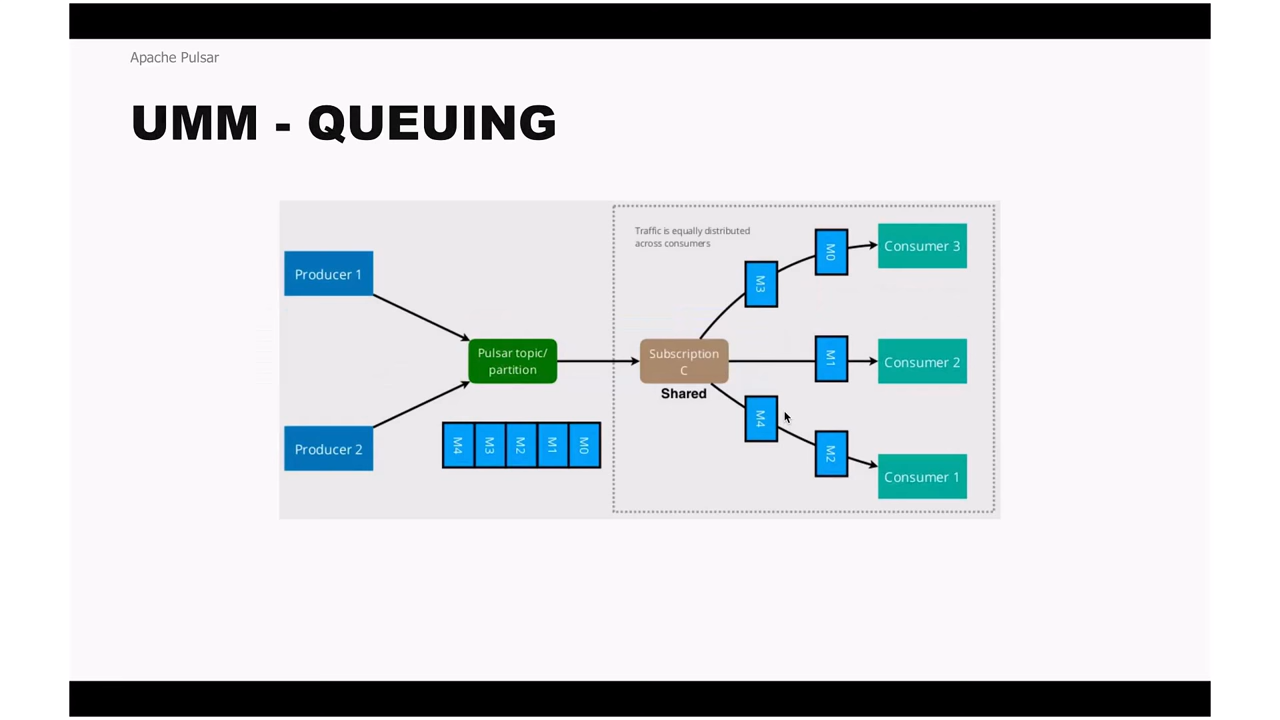 Apache Pulsar
UMM - QUEUING
Traffic is equally distributed
across consumers
Producer 1
Producer 2
Pulsar topic/
partition
M4 M3 M2 M1 M0
Subscription
C
Shared
M3
M0
Consumer 3
M1
Consumer 2
M4
M2
Consumer 1